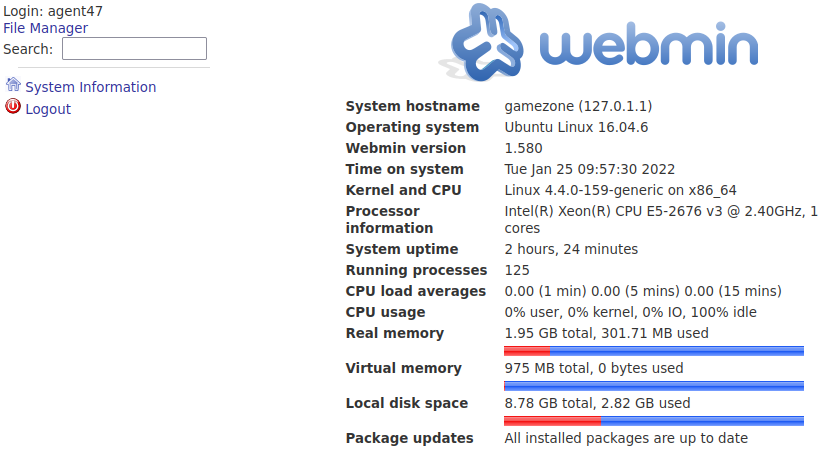 Login: agent47
File Manager
Search:
System Information
Logout
webmin
System hostname gamezone (127.0.1.1)
Operating system Ubuntu Linux 16.04.6
Webmin version 1.580
Time on system Tue Jan 25 09:57:30 2022
Kernel and CPU Linux 4.4.0-159-generic on x86_64
Processor information Intel(R) Xeon(R) CPU E5-2676 v3 @ 2.40GHz, 1 cores
System uptime 2 hours, 24 minutes
Running processes 125
CPU load averages 0.00 (1 min) 0.00 (5 mins) 0.00 (15 mins)
CPU usage 0% user, 0% kernel, 0% IO, 100% idle
Real memory 1.95 GB total, 301.71 MB used
Virtual memory 975 MB total, 0 bytes used
Local disk space 8.78 GB total, 2.82 GB used
Package updates All installed packages are up to date